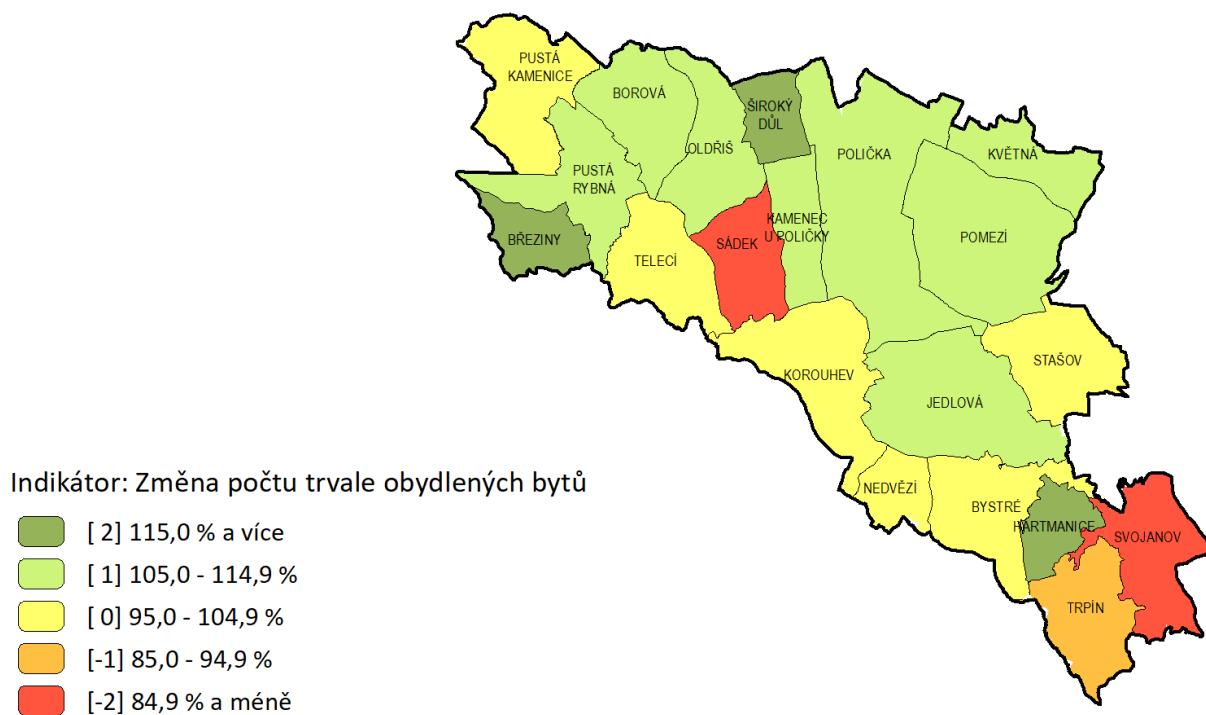 PUSTÁ
KAMENICE
BOROVÁ
ŠIROKÝ
DŮL
OLDŘIŠ
POLIČKA
KVĚTNÁ
PUSTÁ
RYBNÁ
KAMENEC
U POLIČKY
POMEZÍ
BŘEZINY
SÁDEK
TELECÍ
STAŠOV
KOROUHEV
JEDLOVÁ
NEDVĚZÍ
BYSTRÉ
HARTMANICE
SVOJANOV
TRPÍN
Indikátor: Změna počtu trvale obydlených bytů
[ 2] 115,0 % a více
[ 1] 105,0 - 114,9 %
[ 0] 95,0 - 104,9 %
[-1] 85,0 - 94,9 %
[-2] 84,9 % a méně